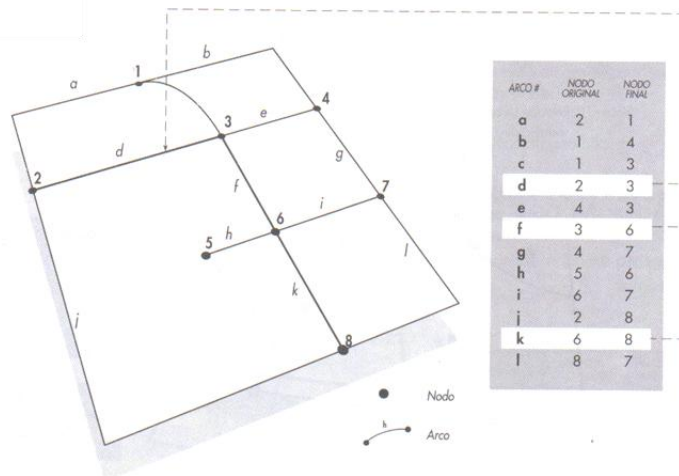 b
1
a
4
3
e
d
2
g
f
7
i
6
5
h
l
k
j
8
Nodo
h
Arco
ARCO # NODO ORIGINAL NODO FINAL
a 2 1
b 1 4
c 1 3
d 2 3
e 4 3
f 3 6
g 4 7
h 5 6
i 6 7
j 2 8
k 6 8
l 8 7